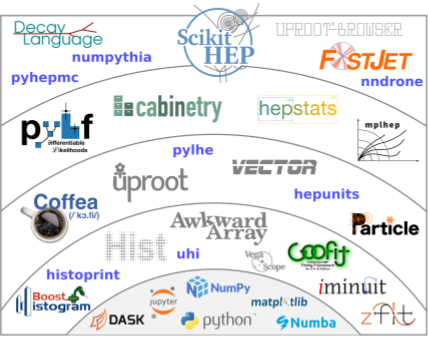 Decay
Language
numpythia
pyhepmc
Scikit
HEP
UPROOT-BROWSER
FASTJET
nndrone
cabinetry
hepstats
pyhf
differentiable
Likelihoods
mplhep
pylhe
uproot
VECTOR
hepunits
Coffea
(/ˈkɔ.fi/)
Awkward
Array
Particle
Hist
uhi
Vega
Scope
GooFit
histoprint
Boost
Histogram
jupyter
NumPy
matplotlib
iminuit
DASK
python
Numba
zfit